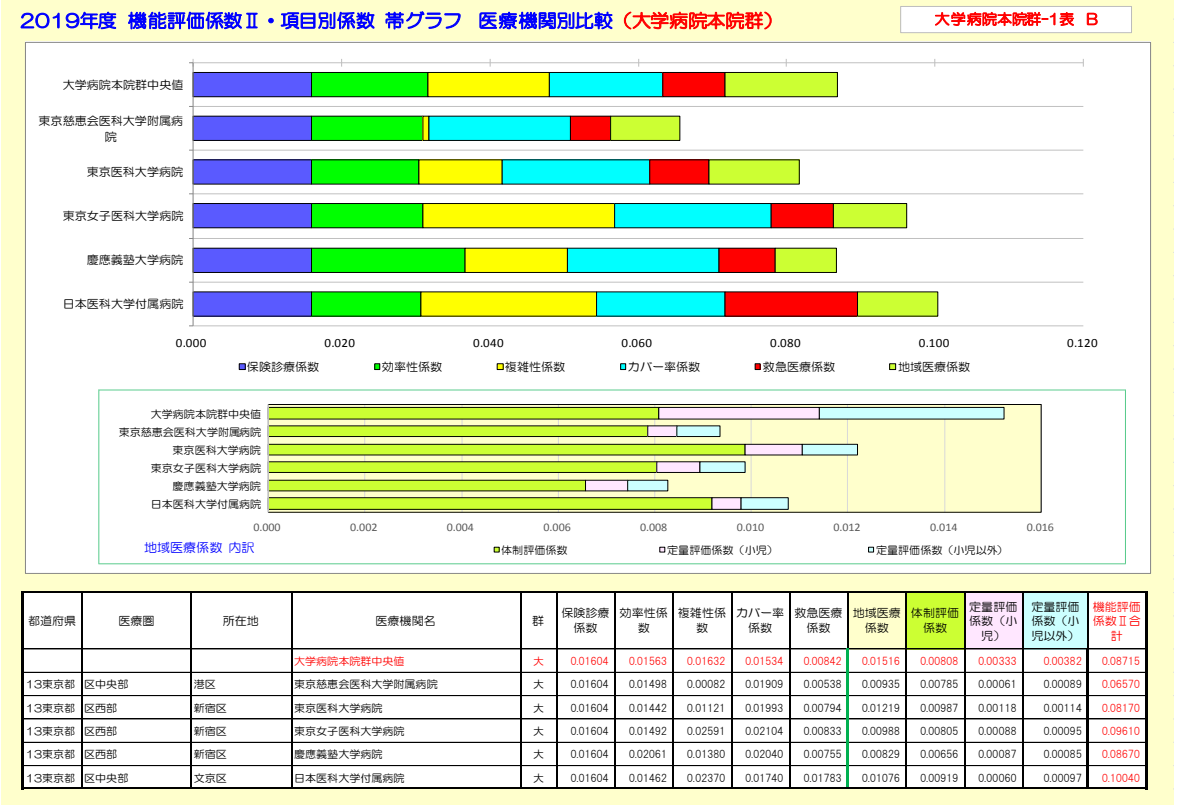 2019年度 機能評価係数Ⅱ・項目別係数 帯グラフ 医療機関別比較(大学病院本院群)
大学病院本院群-1表 B
大学病院本院群中央値
東京慈恵会医科大学附属病
院
東京医科大学病院
東京女子医科大学病院
慶應義塾大学病院
日本医科大学付属病院
0.000 0.020 0.040 0.060 0.080 0.100 0.120
保険診療係数 効率性係数 複雑性係数 カバー率係数 救急医療係数 地域医療係数
大学病院本院群中央値
東京慈恵会医科大学附属病院
東京医科大学病院
東京女子医科大学病院
慶應義塾大学病院
日本医科大学付属病院
0.000 0.002 0.004 0.006 0.008 0.010 0.012 0.014 0.016
地域医療係数 内訳
体制評価係数 定量評価係数(小児) 定量評価係数(小児以外)
都道府県 医療圏 所在地 医療機関名 群 保険診療係数 効率性係数 複雑性係数 カバー率係数 救急医療係数 地域医療係数 体制評価係数 定量評価係数(小児) 定量評価係数(小児以外) 機能評価係数Ⅱ合計
大学病院本院群中央値 大 0.01604 0.01563 0.01632 0.01534 0.00842 0.01516 0.00808 0.00333 0.00382 0.08715
13東京都 区中央部 港区 東京慈恵会医科大学附属病院 大 0.01604 0.01498 0.00082 0.01909 0.00538 0.00935 0.00785 0.00061 0.00089 0.06570
13東京都 区西部 新宿区 東京医科大学病院 大 0.01604 0.01442 0.01121 0.01993 0.00794 0.01219 0.00987 0.00118 0.00114 0.08170
13東京都 区西部 新宿区 東京女子医科大学病院 大 0.01604 0.01492 0.02591 0.02104 0.00833 0.00988 0.00805 0.00088 0.00095 0.09610
13東京都 区西部 新宿区 慶應義塾大学病院 大 0.01604 0.02061 0.01380 0.02040 0.00755 0.00829 0.00656 0.00087 0.00085 0.08670
13東京都 区中央部 文京区 日本医科大学付属病院 大 0.01604 0.01462 0.02370 0.01740 0.01783 0.01076 0.00919 0.00060 0.00097 0.10040